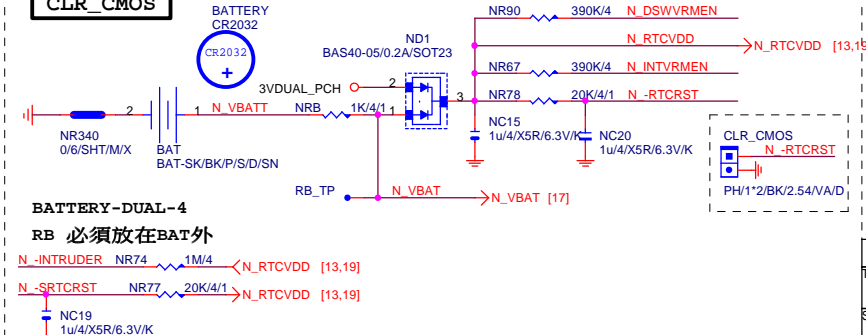 CLR_CMOS
BATTERY
CR2032
CR2032
+
NR90 390K/4 N_DSWVRMEN
N_RTCVDD
N_RTCVDD [13,19
ND1
BAS40-05/0.2A/SOT23
3VDUAL_PCH
2
3
1
NR67 390K/4 N_INTVRMEN
NR78 20K/4/1 N_-RTCRST
2
1
N_VBATT
NRB
1K/4/1
NR340
0/6/SHT/M/X
BAT
BAT-SK/BK/P/S/D/SN
NC15
1u/4/X5R/6.3V/K
NC20
1u/4/X5R/6.3V/K
CLR_CMOS
N_-RTCRST
PH/1*2/BK/2.54/VA/D
RB_TP
N_VBAT
N_VBAT [17]
BATTERY-DUAL-4
RB 必須放在BAT外
N_-INTRUDER NR74 1M/4 N_RTCVDD [13,19]
N_-SRTCRST NR77 20K/4/1 N_RTCVDD [13,19]
NC19
1u/4/X5R/6.3V/K